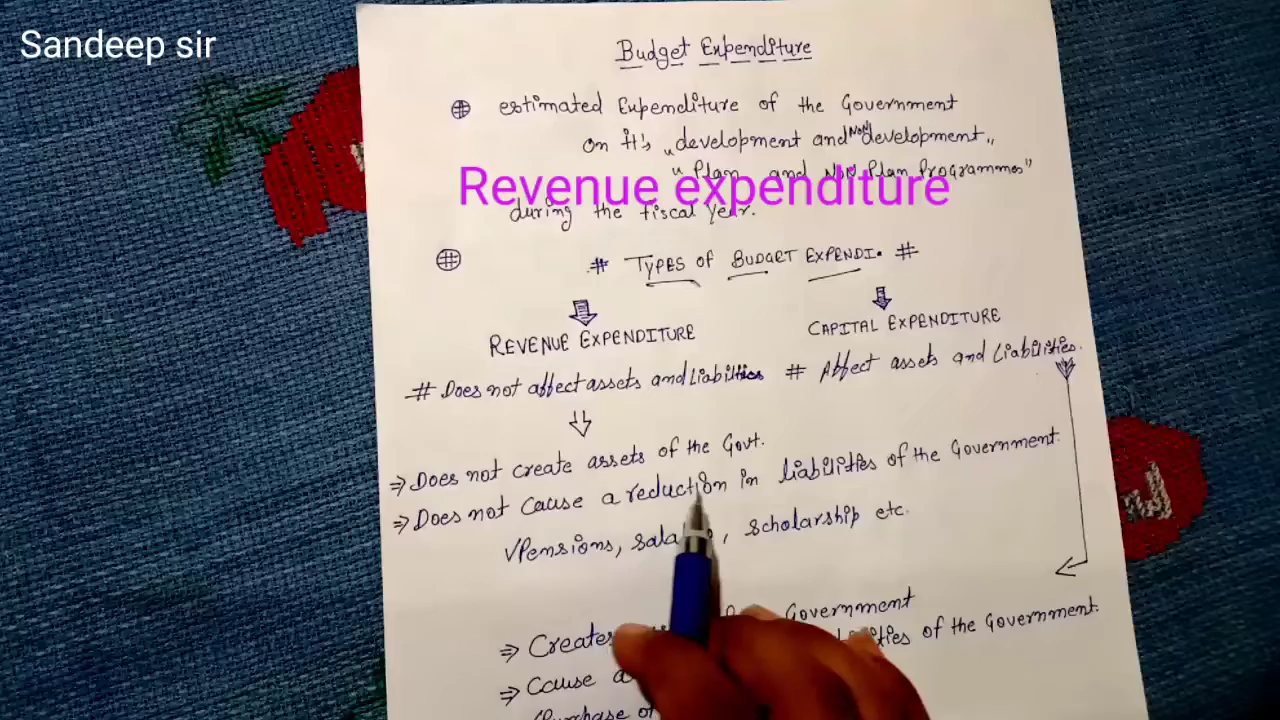 Sandeep sir
Budget Expenditure
estimated Expenditure of the Government
on It's „development and Non development„
" Plan and Non Plan Programmes"
Revenue expenditure
during the fiscal year.
# TYPES OF BUDGET EXPENDI. #
REVENUE EXPENDITURE
CAPITAL EXPENDITURE
# Does not affect assets and Liabilities
# Affect assets and Liabilities.
⇒ Does not create assets of the Govt.
⇒ Does not cause a reduction in liabilities of the Government.
Pensions, , scholarship etc.
⇒ Creates Government
⇒ Cause of the Government.
Purchase of